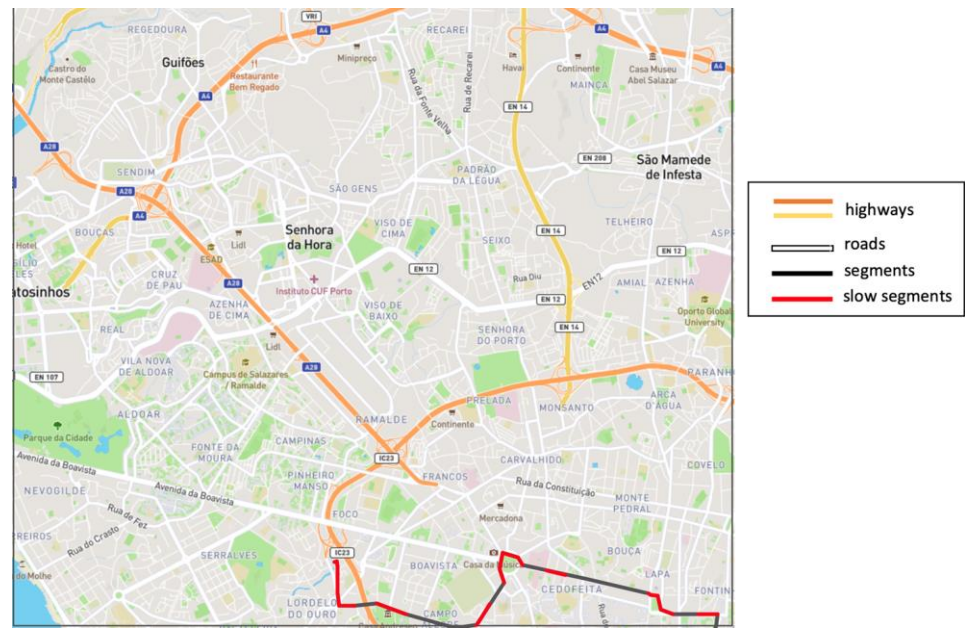 VRI
A4
A4
REGEDOURA
RECAREI
Castro do
Monte Castêlo
Guifões
Restaurante
Bem Regado
Minipreço
Rua da Fonte Velha
Rua de Recarei
Havai
Continente
Casa Museu
Abel Salazar
A4
MAINÇA
A4
EN 14
A28
EN 208
São Mamede
de Infesta
SENDIM
PADRÃO
DA LÉGUA
A28
SÃO GENS
A4
TELHEIRO
BOUÇAS
Lidl
Senhora
da Hora
VISO DE
CIMA
EN 14
Hotel
ESAD
SEIXO
EN 12
CRUZ
DE PAU
EN 12
Rua Diu
EN12
AMIAL
AZENHA
A28
Instituto CUF Porto
atosinhos
AZENHA
DE CIMA
VISO DE
BAIXO
EN 12
Oporto Global
University
REAL
SENHORA
DO PORTO
EN 14
Lidl
VILA NOVA
DE ALDOAR
A28
Campus de Salazares
/ Ramalde
EN 107
ARCA
D'ÁGUA
PRELADA
MONSANTO
ALDOAR
RAMALDE
Continente
Parque da Cidade
FONTE DA
MOURA
CAMPINAS
IC23
CARVALHIDO
COVELO
Avenida da Boavista
PINHEIRO
MANSO
FRANCOS
Rua da Constituição
NEVOGILDE
Avenida da Boavista
MONTE
PEDRAL
FOCO
Mercadona
Rua de Fez
Rua do Crasto
SERRALVES
IC23
BOAVISTA
Casa da Música
BOUÇA
do Molhe
LAPA
CEDOFEITA
LORDELO
DO OURO
CAMPO
highways
roads
segments
slow segments